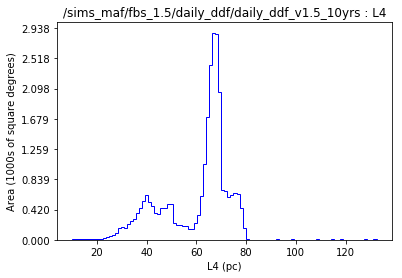 /sims_maf/fbs_1.5/daily_ddf/daily_ddf_v1.5_10yrs : L4
2.938
2.518
2.098
1.679
1.259
0.839
0.420
0.000
Area (1000s of square degrees)
20 40 60 80 100 120
L4 (pc)